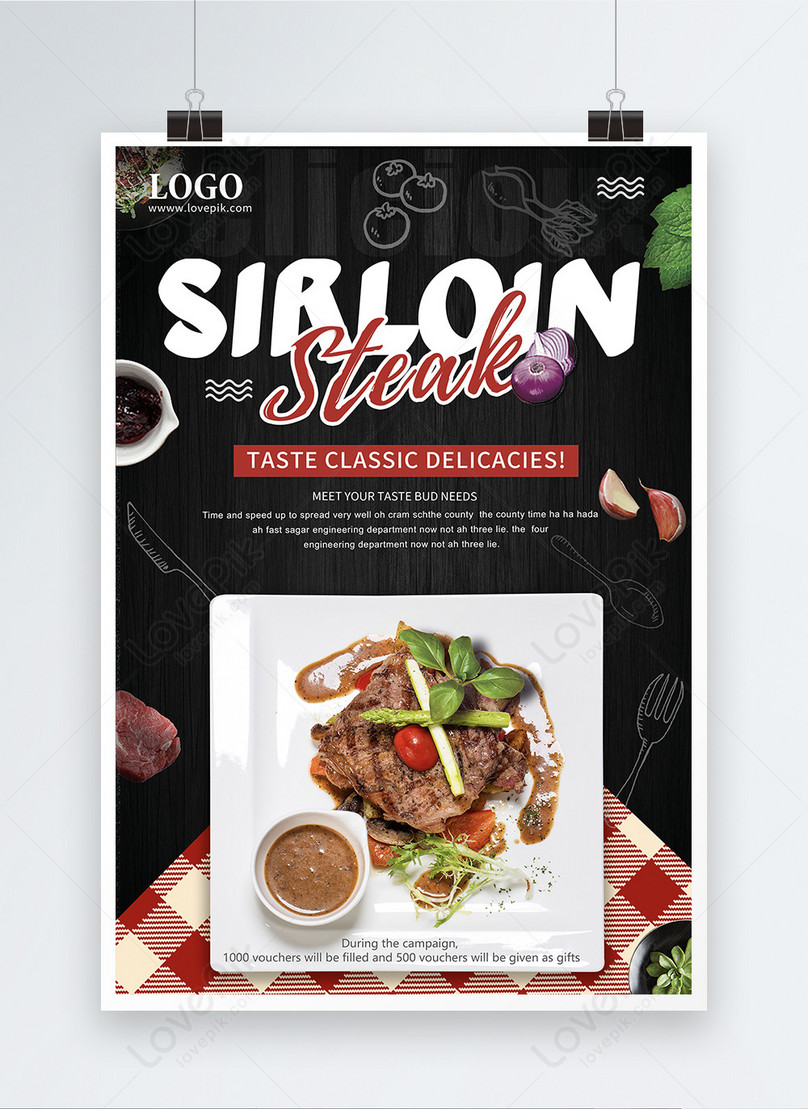 LOGO
wwww.lovepik.com
SIRLOIN
Steak
TASTE CLASSIC DELICACIES!
MEET YOUR TASTE BUD NEEDS
Time and speed up to spread very well oh cram schthe county the county time ha ha hada
ah fast sagar engineering department now not ah three lie. the four
engineering department now not ah three lie.
During the campaign,
1000 vouchers will be filled and 500 vouchers will be given as gifts